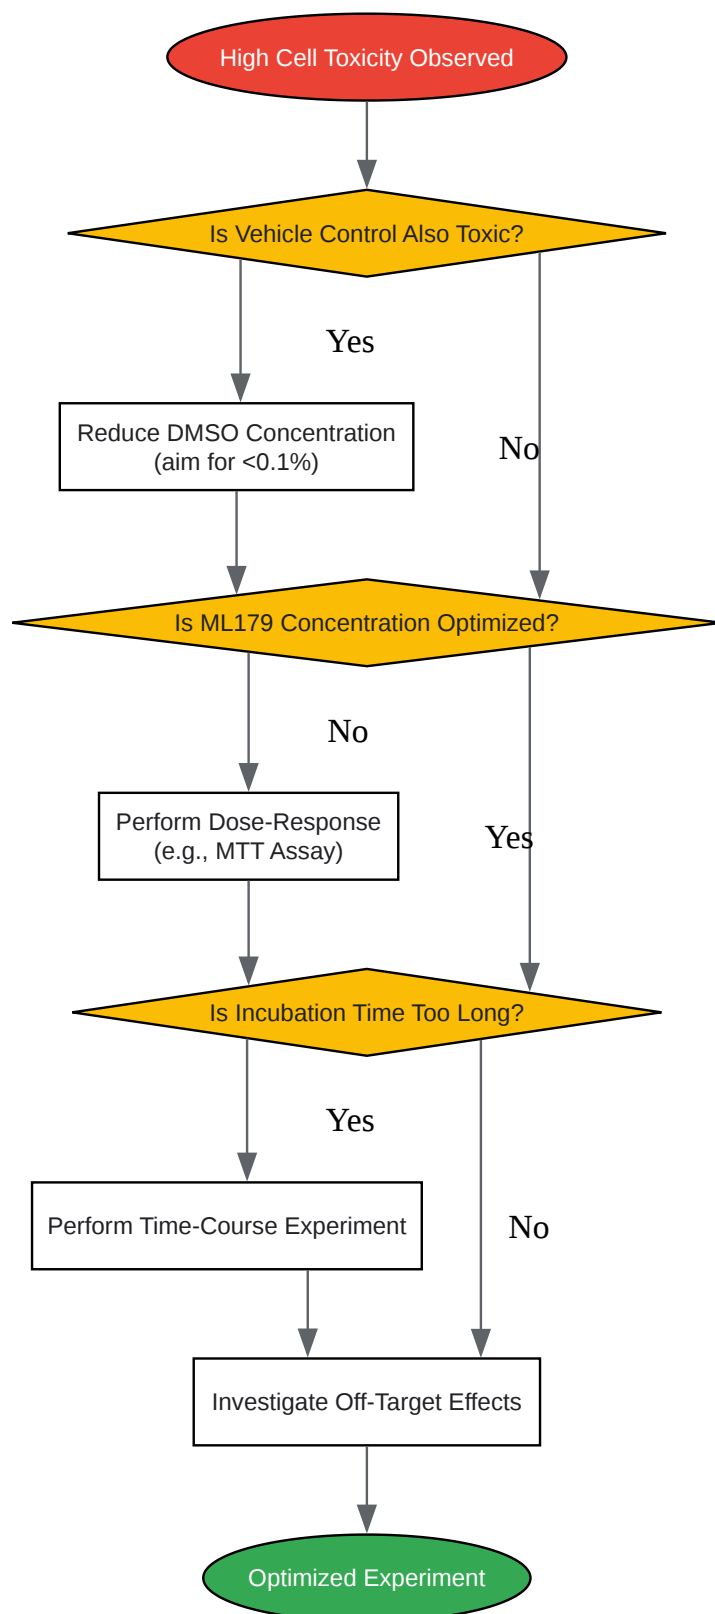 High Cell Toxicity Observed
Is Vehicle Control Also Toxic?
Yes
Reduce DMSO Concentration
(aim for <0.1%)
No
Is ML179 Concentration Optimized?
No
Perform Dose-Response
(e.g., MTT Assay)
Yes
Is Incubation Time Too Long?
Yes
Perform Time-Course Experiment
No
Investigate Off-Target Effects
Optimized Experiment